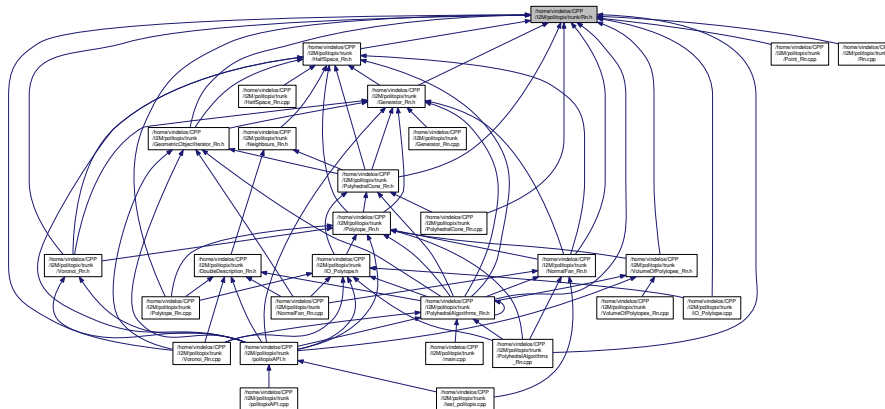 /home/vindelos/CPP
/I2M/politopix/trunk/Rn.h
/home/vindelos/CPP
/I2M/politopix/trunk
/HalfSpace_Rn.h
/home/vindelos/CPP
/I2M/politopix/trunk
/Point_Rn.cpp
/home/vindelos/CPP
/I2M/politopix/trunk
/Rn.cpp
/home/vindelos/CPP
/I2M/politopix/trunk
/HalfSpace_Rn.cpp
/home/vindelos/CPP
/I2M/politopix/trunk
/Generator_Rn.h
/home/vindelos/CPP
/I2M/politopix/trunk
/GeometricObjectIterator_Rn.h
/home/vindelos/CPP
/I2M/politopix/trunk
/Neighbours_Rn.h
/home/vindelos/CPP
/I2M/politopix/trunk
/Generator_Rn.cpp
/home/vindelos/CPP
/I2M/politopix/trunk
/PolyhedralCone_Rn.h
/home/vindelos/CPP
/I2M/politopix/trunk
/Polytope_Rn.h
/home/vindelos/CPP
/I2M/politopix/trunk
/PolyhedralCone_Rn.cpp
/home/vindelos/CPP
/I2M/politopix/trunk
/Voronoi_Rn.h
/home/vindelos/CPP
/I2M/politopix/trunk
/DoubleDescription_Rn.h
/home/vindelos/CPP
/I2M/politopix/trunk
/IO_Polytope.h
/home/vindelos/CPP
/I2M/politopix/trunk
/NormalFan_Rn.h
/home/vindelos/CPP
/I2M/politopix/trunk
/VolumeOfPolytopes_Rn.h
/home/vindelos/CPP
/I2M/politopix/trunk
/Polytope_Rn.cpp
/home/vindelos/CPP
/I2M/politopix/trunk
/NormalFan_Rn.cpp
/home/vindelos/CPP
/I2M/politopix/trunk
/PolyhedralAlgorithms_Rn.h
/home/vindelos/CPP
/I2M/politopix/trunk
/VolumeOfPolytopes_Rn.cpp
/home/vindelos/CPP
/I2M/politopix/trunk
/IO_Polytope.cpp
/home/vindelos/CPP
/I2M/politopix/trunk
/Voronoi_Rn.cpp
/home/vindelos/CPP
/I2M/politopix/trunk
/politopixAPI.h
/home/vindelos/CPP
/I2M/politopix/trunk
/main.cpp
/home/vindelos/CPP
/I2M/politopix/trunk
/PolyhedralAlgorithms
_Rn.cpp
/home/vindelos/CPP
/I2M/politopix/trunk
/politopixAPI.cpp
/home/vindelos/CPP
/I2M/politopix/trunk
/test_politopix.cpp